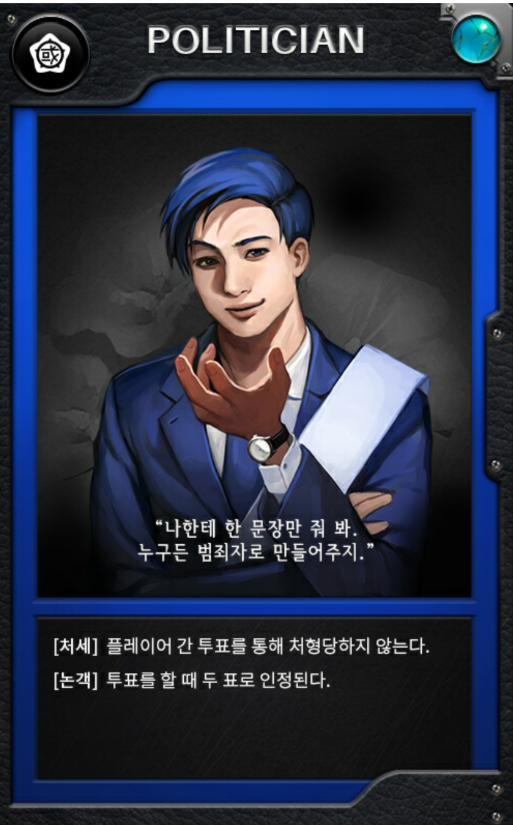 國
POLITICIAN
“나한테 한 문장만 줘 봐.
누구든 범죄자로 만들어주지.”
[처세] 플레이어 간 투표를 통해 처형당하지 않는다.
[논객] 투표를 할 때 두 표로 인정된다.